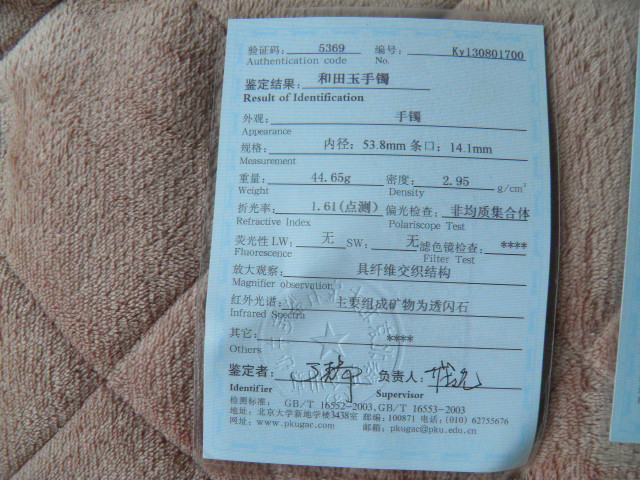 验证码: 5369 编号: Ky130801700
Authentication code No.
鉴定结果: 和田玉手镯
Result of Identification
外观: 手镯
Appearance
规格: 内径: 53.8mm 条口: 14.1mm
Measurement
重量: 44.65g 密度: 2.95 g/cm³
Weight Density
折光率: 1.61(点测) 偏光检查: 非均质集合体
Refractive Index Polariscope Test
荧光性 LW: 无 SW: 无 滤色镜检查: ****
Fluorescence Filter Test
放大观察: 具纤维交织结构
Magnifier observation
红外光谱: 主要组成矿物为透闪石
Infrared Spectra
其它: ****
Others
鉴定者: 负责人:
Identifier Supervisor
检测标准: GB/T 16552-2003, GB/T 16553-2003
地址: 北京大学新地学楼3438室 邮编: 100871 电话: (010) 62755676
网址: www.pkugac.com 邮箱: pkugac@pku.edu.cn